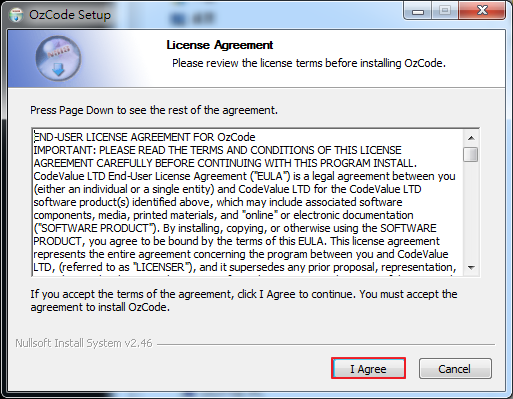 OzCode Setup
License Agreement
Please review the license terms before installing OzCode.
Press Page Down to see the rest of the agreement.
END-USER LICENSE AGREEMENT FOR OzCode
IMPORTANT: PLEASE READ THE TERMS AND CONDITIONS OF THIS LICENSE
AGREEMENT CAREFULLY BEFORE CONTINUING WITH THIS PROGRAM INSTALL.
CodeValue LTD End-User License Agreement ("EULA") is a legal agreement between you
(either an individual or a single entity) and CodeValue LTD for the CodeValue LTD
software product(s) identified above, which may include associated software
components, media, printed materials, and "online" or electronic documentation
("SOFTWARE PRODUCT"). By installing, copying, or otherwise using the SOFTWARE
PRODUCT, you agree to be bound by the terms of this EULA. This license agreement
represents the entire agreement concerning the program between you and CodeValue
LTD, (referred to as "LICENSER"), and it supersedes any prior proposal, representation,
If you accept the terms of the agreement, click I Agree to continue. You must accept the
agreement to install OzCode.
Nullsoft Install System v2.46
I Agree
Cancel